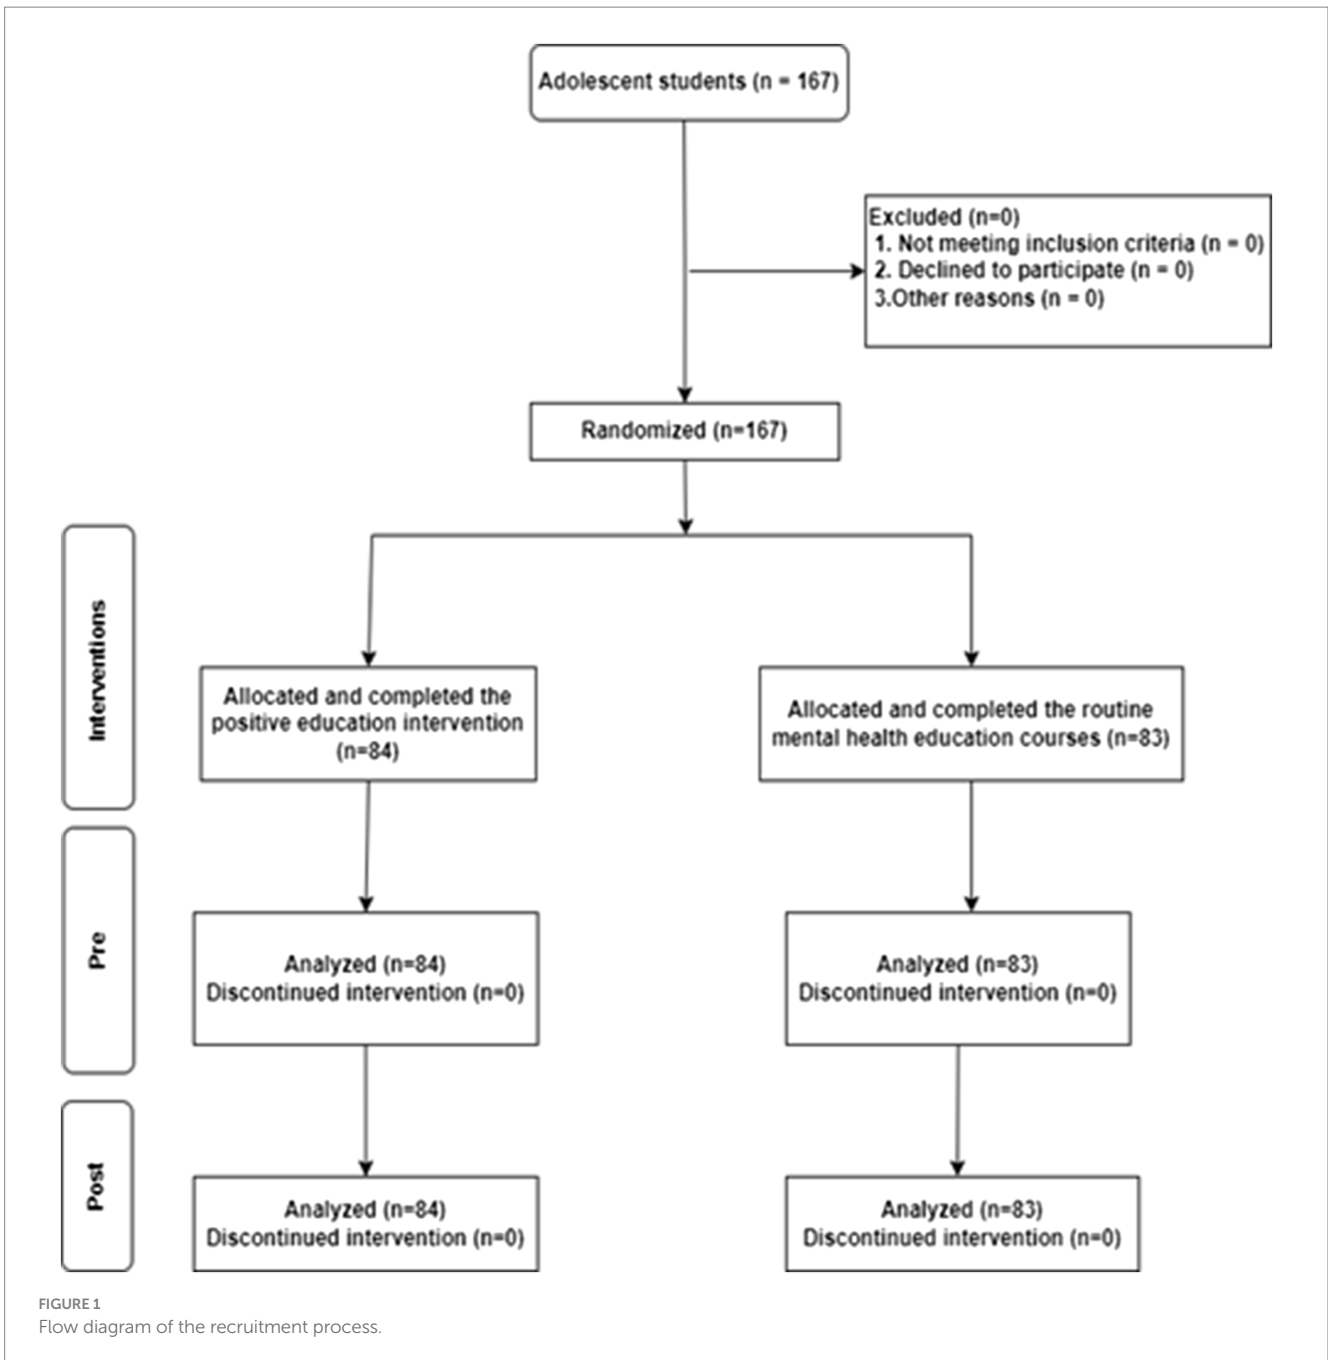 Adolescent students (n = 167)
Excluded (n=0)
1. Not meeting inclusion criteria (n = 0)
2. Declined to participate (n = 0)
3.Other reasons (n = 0)
Randomized (n=167)
Interventions
Allocated and completed the
positive education intervention
(n=84)
Allocated and completed the routine
mental health education courses (n=83)
Pre
Analyzed (n=84)
Discontinued intervention (n=0)
Analyzed (n=83)
Discontinued intervention (n=0)
Post
Analyzed (n=84)
Discontinued intervention (n=0)
Analyzed (n=83)
Discontinued intervention (n=0)
FIGURE 1
Flow diagram of the recruitment process.